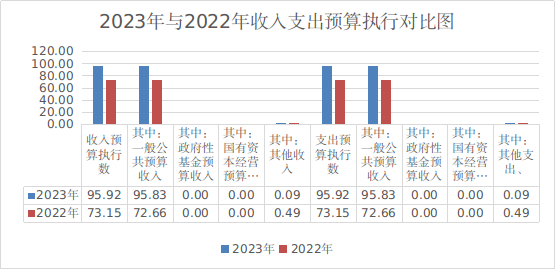 2023年与2022年收入支出预算执行对比图
120.00
100.00
80.00
60.00
40.00
20.00
0.00
收入预
算执行
数
其中:
一般公
共预算
收入
其中:
政府性
基金预
算收入
其中:
国有资
本经营
预算…
其中:
其他收
入
支出预
算执行
数
其中:
一般公
共预算
收入
其中:
政府性
基金预
算收入
其中:
国有资
本经营
预算…
其中:
其他支
出、
2023年 95.92 95.83 0.00 0.00 0.09 95.92 95.83 0.00 0.00 0.09
2022年 73.15 72.66 0.00 0.00 0.49 73.15 72.66 0.00 0.00 0.49
2023年 2022年